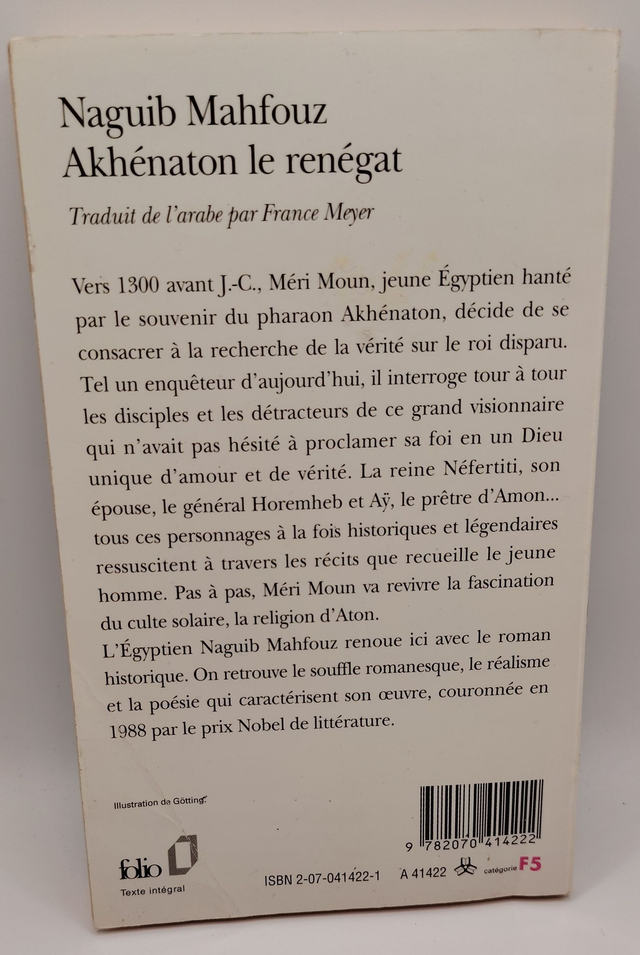 Naguib Mahfouz
Akhénaton le renégat
Traduit de l'arabe par France Meyer
Vers 1300 avant J.-C., Méri Moun, jeune Égyptien hanté
par le souvenir du pharaon Akhénaton, décide de se
consacrer à la recherche de la vérité sur le roi disparu.
Tel un enquêteur d'aujourd'hui, il interroge tour à tour
les disciples et les détracteurs de ce grand visionnaire
qui n'avait pas hésité à proclamer sa foi en un Dieu
unique d'amour et de vérité. La reine Néfertiti, son
épouse, le général Horemheb et Aÿ, le prêtre d'Amon...
tous ces personnages à la fois historiques et légendaires
ressuscitent à travers les récits que recueille le jeune
homme. Pas à pas, Méri Moun va revivre la fascination
du culte solaire, la religion d'Aton.
L'Égyptien Naguib Mahfouz renoue ici avec le roman
historique. On retrouve le souffle romanesque, le réalisme
et la poésie qui caractérisent son œuvre, couronnée en
1988 par le prix Nobel de littérature.
Illustration de Götting.
9 782070 414222
folio
Texte intégral
ISBN 2-07-041422-1 A 41422 catégorie F5